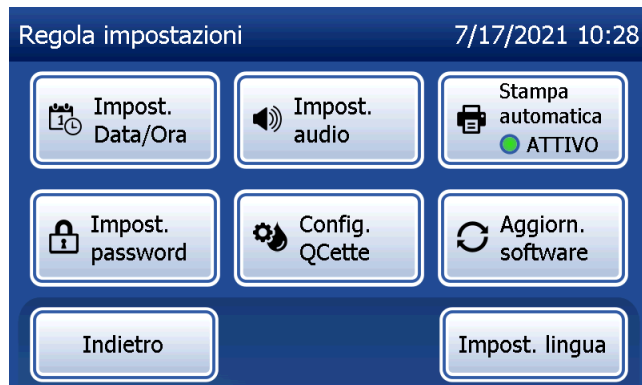 Regola impostazioni 7/17/2021 10:28
Impost.
Data/Ora
Impost.
audio
Stampa
automatica
ATTIVO
Impost.
password
Config.
QCette
Aggiorn.
software
Indietro
Impost. lingua